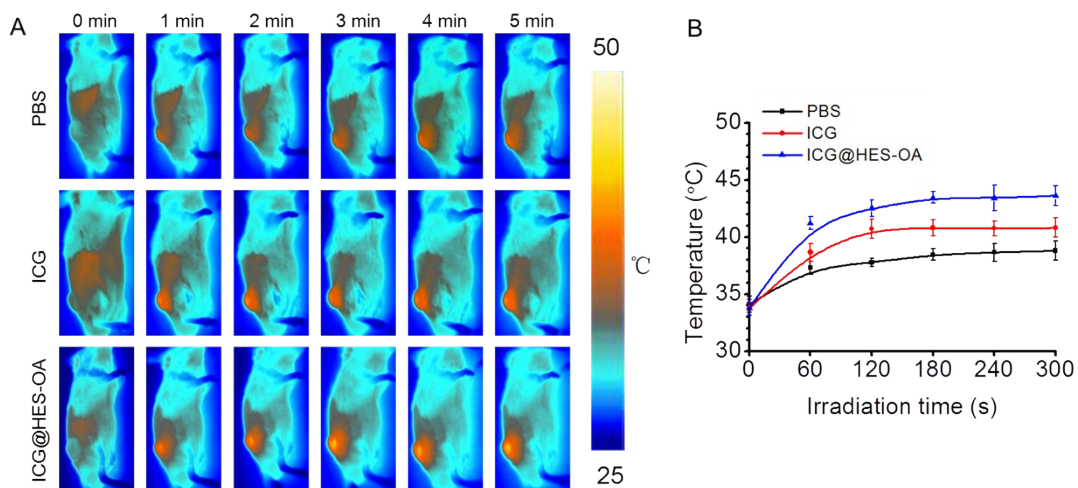 A
0 min 1 min 2 min 3 min 4 min 5 min
PBS
ICG
ICG@HES-OA
50
℃
25
B
PBS
ICG
ICG@HES-OA
Temperature (°C)
50
45
40
35
30
0 60 120 180 240 300
Irradiation time (s)